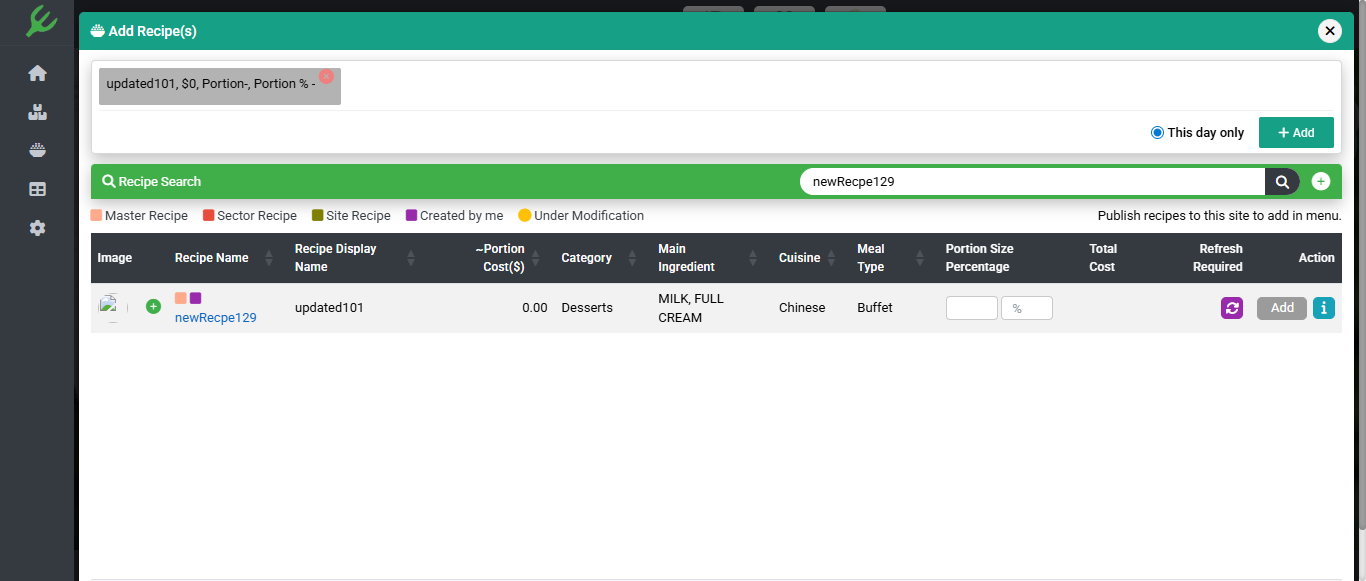 Add Recipe(s)
updated101, $0, Portion-, Portion % -
This day only
+ Add
Recipe Search
newRecpe129
Master Recipe Sector Recipe Site Recipe Created by me Under Modification
Publish recipes to this site to add in menu.
Image
Recipe Name
Recipe Display
Name
~Portion
Cost($)
Category
Main
Ingredient
Cuisine
Meal
Type
Portion Size
Percentage
Total
Cost
Refresh
Required
Action
newRecpe129
updated101
0.00
Desserts
MILK, FULL
CREAM
Chinese
Buffet
%
Add